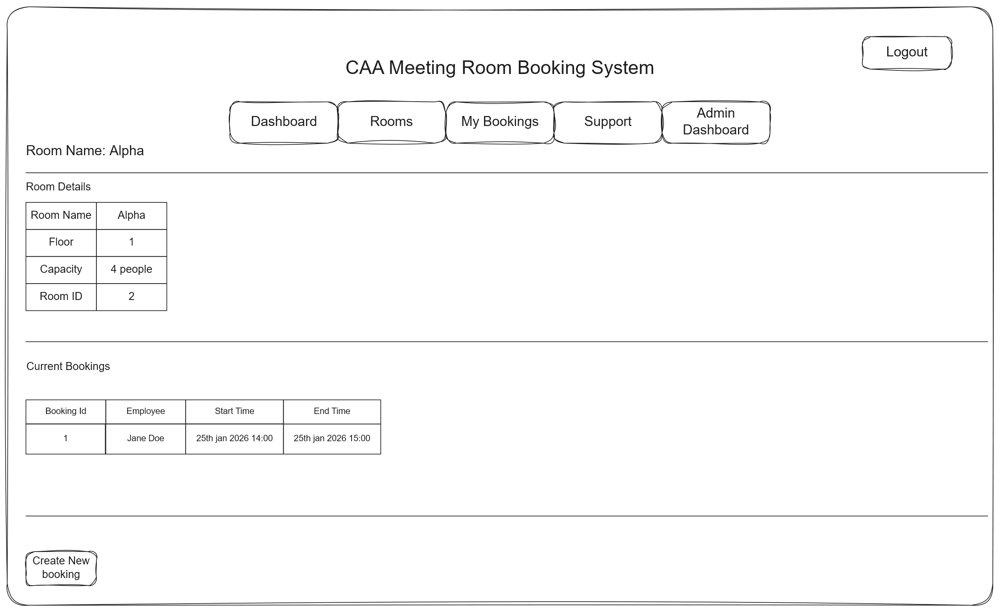 Logout
CAA Meeting Room Booking System
Dashboard
Rooms
My Bookings
Support
Admin
Dashboard
Room Name: Alpha
Room Details
Room Name Alpha
Floor 1
Capacity 4 people
Room ID 2
Current Bookings
Booking Id Employee Start Time End Time
1 Jane Doe 25th jan 2026 14:00 25th jan 2026 15:00
Create New
booking